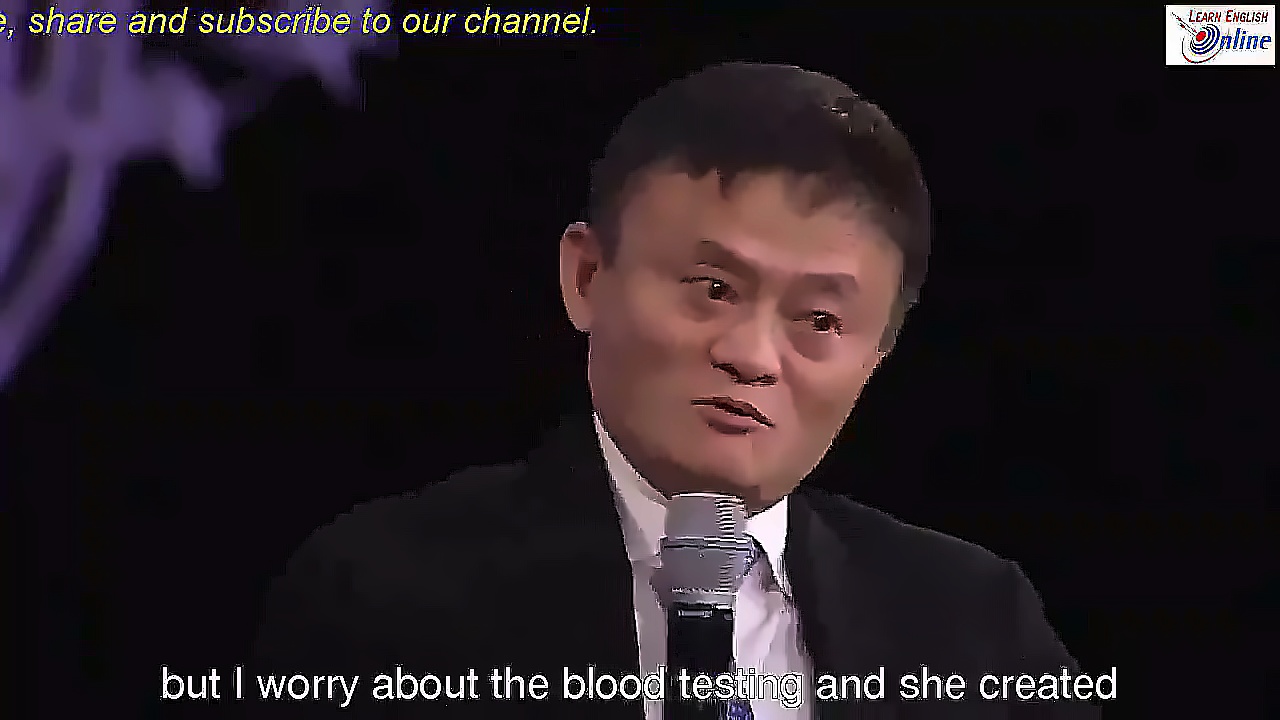 e, share and subscribe to our channel.
LEARN ENGLISH
Online
but I worry about the blood testing and she created